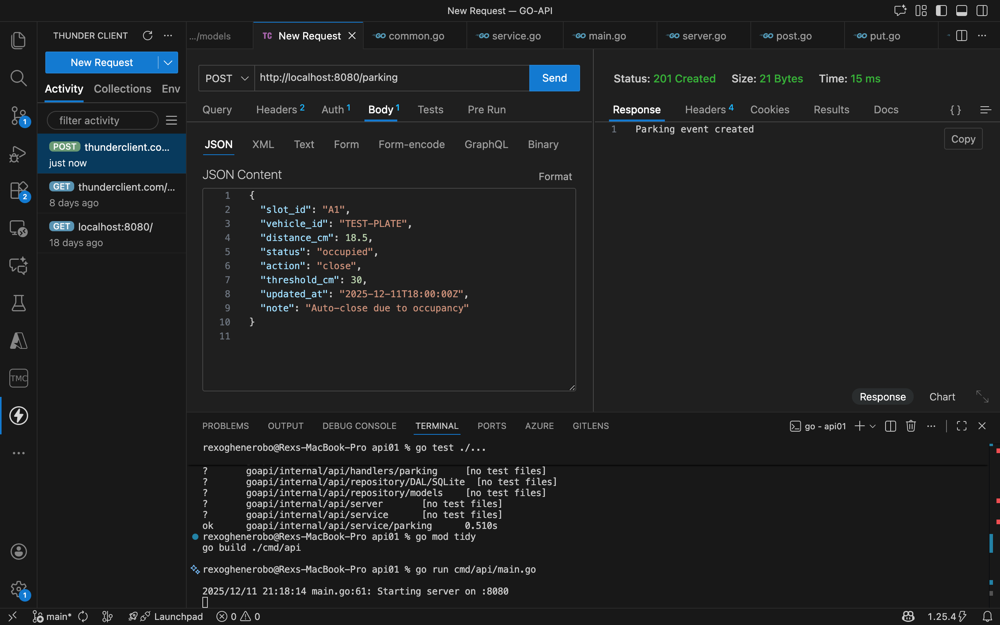 New Request — GO-API
THUNDER CLIENT
.../models
TC New Request
GO common.go
GO service.go
GO main.go
GO server.go
GO post.go
GO put.go
New Request
Activity Collections Env
filter activity
POST thunderclient.co...
just now
GET thunderclient.com/...
8 days ago
GET localhost:8080/
18 days ago
1
2
TMC
1
POST http://localhost:8080/parking Send
Query Headers 2 Auth 1 Body 1 Tests Pre Run
JSON XML Text Form Form-encode GraphQL Binary
JSON Content
Format
1 {
2 "slot_id": "A1",
3 "vehicle_id": "TEST-PLATE",
4 "distance_cm": 18.5,
5 "status": "occupied",
6 "action": "close",
7 "threshold_cm": 30,
8 "updated_at": "2025-12-11T18:00:00Z",
9 "note": "Auto-close due to occupancy"
10 }
11
Status: 201 Created Size: 21 Bytes Time: 15 ms
Response Headers 4 Cookies Results Docs { }
1 Parking event created
Copy
Response Chart
PROBLEMS OUTPUT DEBUG CONSOLE TERMINAL PORTS AZURE GITLENS
go - api01
rexoghenerobo@Rexs-MacBook-Pro api01 % go test ./...
? goapi/internal/api/handlers/parking [no test files]
? goapi/internal/api/repository/DAL/SQLite [no test files]
? goapi/internal/api/repository/models [no test files]
? goapi/internal/api/server [no test files]
? goapi/internal/api/service [no test files]
ok goapi/internal/api/service/parking 0.510s
rexoghenerobo@Rexs-MacBook-Pro api01 % go mod tidy
go build ./cmd/api
rexoghenerobo@Rexs-MacBook-Pro api01 % go run cmd/api/main.go
2025/12/11 21:18:14 main.go:61: Starting server on :8080
main* Launchpad 0 0 1.25.4